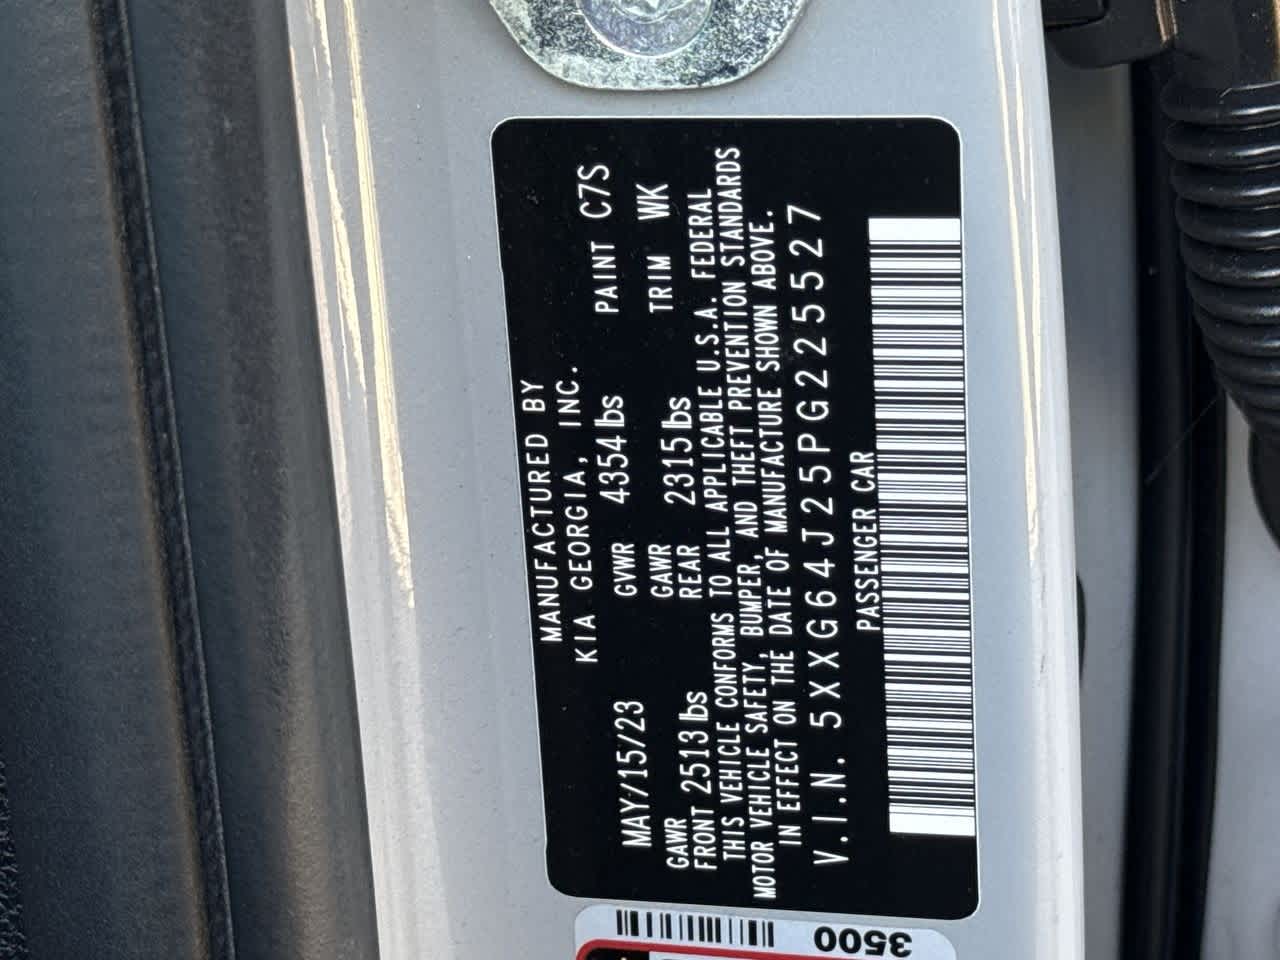 MANUFACTURED BY
KIA GEORGIA, INC.
MAY/15/23 GVWR 4354 lbs PAINT C7S
GAWR GAWR
FRONT 2513 lbs REAR 2315 lbs TRIM WK
THIS VEHICLE CONFORMS TO ALL APPLICABLE U.S.A. FEDERAL
MOTOR VEHICLE SAFETY, BUMPER, AND THEFT PREVENTION STANDARDS
IN EFFECT ON THE DATE OF MANUFACTURE SHOWN ABOVE.
V.I.N. 5XXG64J25PG225527
PASSENGER CAR
3500